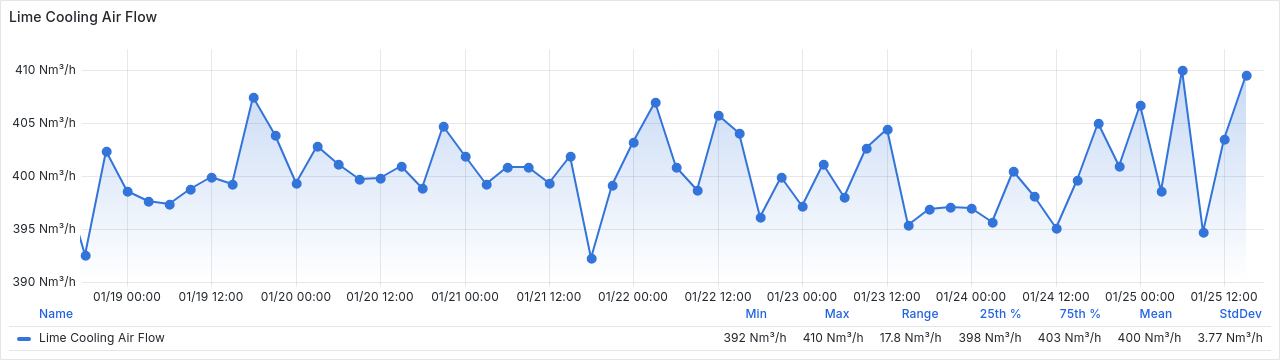 Lime Cooling Air Flow
410 Nm³/h
405 Nm³/h
400 Nm³/h
395 Nm³/h
390 Nm³/h
01/19 00:00 01/19 12:00 01/20 00:00 01/20 12:00 01/21 00:00 01/21 12:00 01/22 00:00 01/22 12:00 01/23 00:00 01/23 12:00 01/24 00:00 01/24 12:00 01/25 00:00 01/25 12:00
Name Min Max Range 25th % 75th % Mean StdDev
Lime Cooling Air Flow 392 Nm³/h 410 Nm³/h 17.8 Nm³/h 398 Nm³/h 403 Nm³/h 400 Nm³/h 3.77 Nm³/h